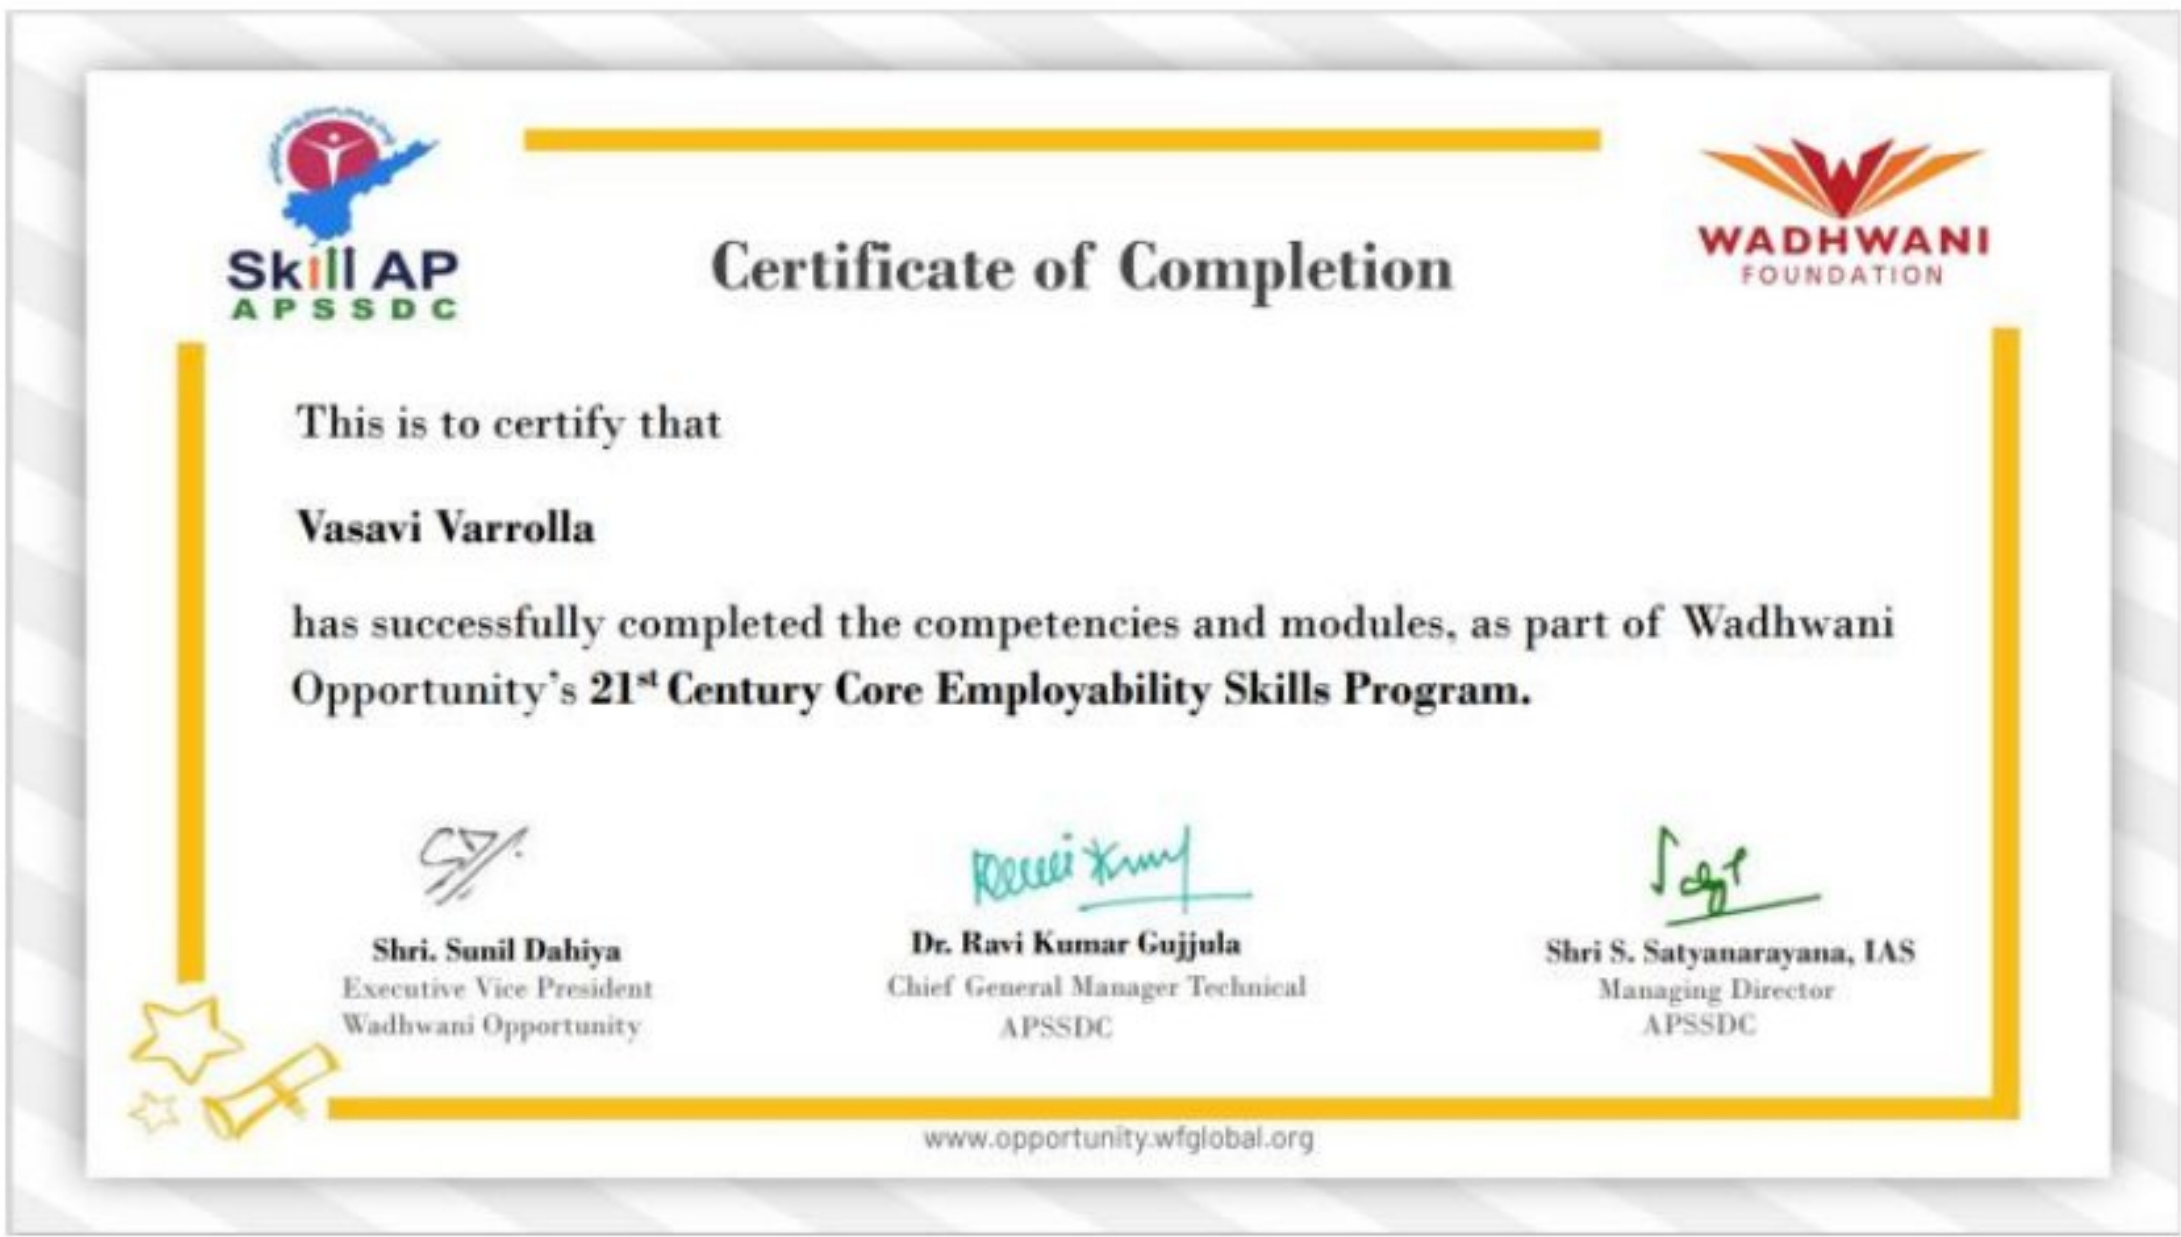 Skill AP
APSSDC
WADHWANI
FOUNDATION
Certificate of Completion
This is to certify that
Vasavi Varrolla
has successfully completed the competencies and modules, as part of Wadhwani
Opportunity's 21st Century Core Employability Skills Program.
Shri. Sunil Dahiya
Executive Vice President
Wadhwani Opportunity
Dr. Ravi Kumar Gujjula
Chief General Manager Technical
APSSDC
Shri S. Satyanarayana, IAS
Managing Director
APSSDC
www.opportunity.wfglobal.org